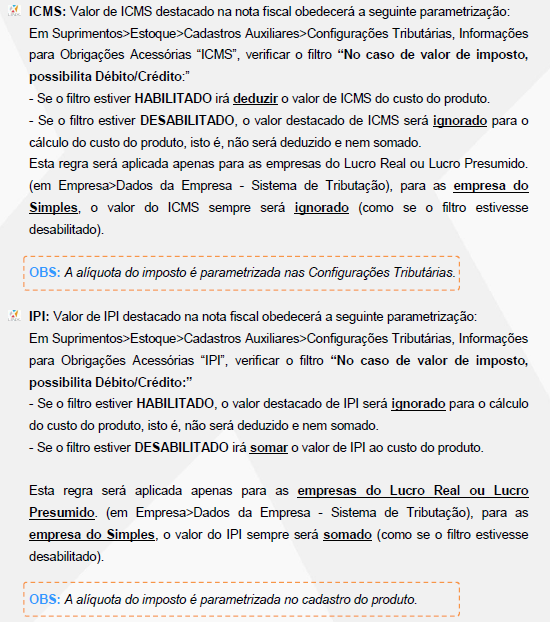 ICMS: Valor de ICMS destacado na nota fiscal obedecerá a seguinte parametrização:
Em Suprimentos>Estoque>Cadastros Auxiliares>Configurações Tributárias, Informações
para Obrigações Acessórias “ICMS”, verificar o filtro “No caso de valor de imposto,
possibilita Débito/Crédito:”
- Se o filtro estiver HABILITADO irá deduzir o valor de ICMS do custo do produto.
- Se o filtro estiver DESABILITADO, o valor destacado de ICMS será ignorado para o
cálculo do custo do produto, isto é, não será deduzido e nem somado.
Esta regra será aplicada apenas para as empresas do Lucro Real ou Lucro Presumido.
(em Empresa>Dados da Empresa - Sistema de Tributação), para as empresa do
Simples, o valor do ICMS sempre será ignorado (como se o filtro estivesse
desabilitado).
OBS: A alíquota do imposto é parametrizada nas Configurações Tributárias.
IPI: Valor de IPI destacado na nota fiscal obedecerá a seguinte parametrização:
Em Suprimentos>Estoque>Cadastros Auxiliares>Configurações Tributárias, Informações
para Obrigações Acessórias “IPI”, verificar o filtro “No caso de valor de imposto,
possibilita Débito/Crédito:”
- Se o filtro estiver HABILITADO, o valor destacado de IPI será ignorado para o cálculo
do custo do produto, isto é, não será deduzido e nem somado.
- Se o filtro estiver DESABILITADO irá somar o valor de IPI ao custo do produto.
Esta regra será aplicada apenas para as empresas do Lucro Real ou Lucro
Presumido. (em Empresa>Dados da Empresa - Sistema de Tributação), para as
empresa do Simples, o valor do IPI sempre será somado (como se o filtro estivesse
desabilitado).
OBS: A alíquota do imposto é parametrizada no cadastro do produto.